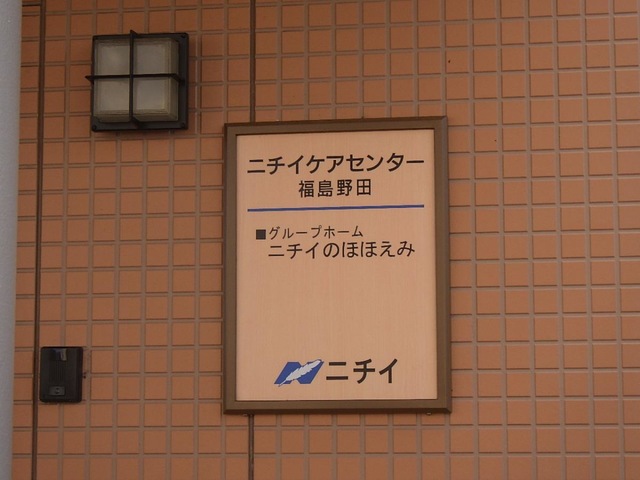 ニチイケアセンター
福島野田
■グループホーム
ニチイのほほえみ
ニチイ